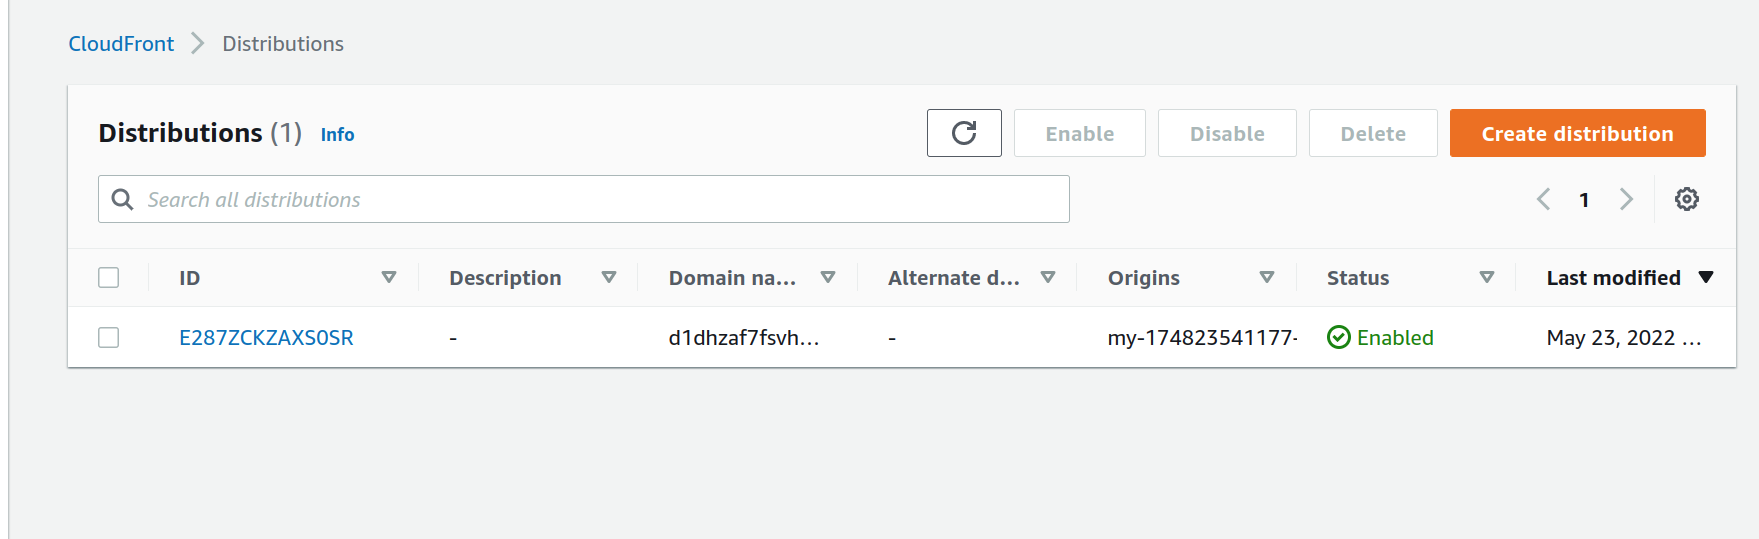 CloudFront Distributions
Distributions (1) Info Enable Disable Delete Create distribution
Search all distributions 1
ID Description Domain na... Alternate d... Origins Status Last modified
E287ZCKZAXS0SR - d1dhzaf7fsvh... - my-174823541177- Enabled May 23, 2022 ...